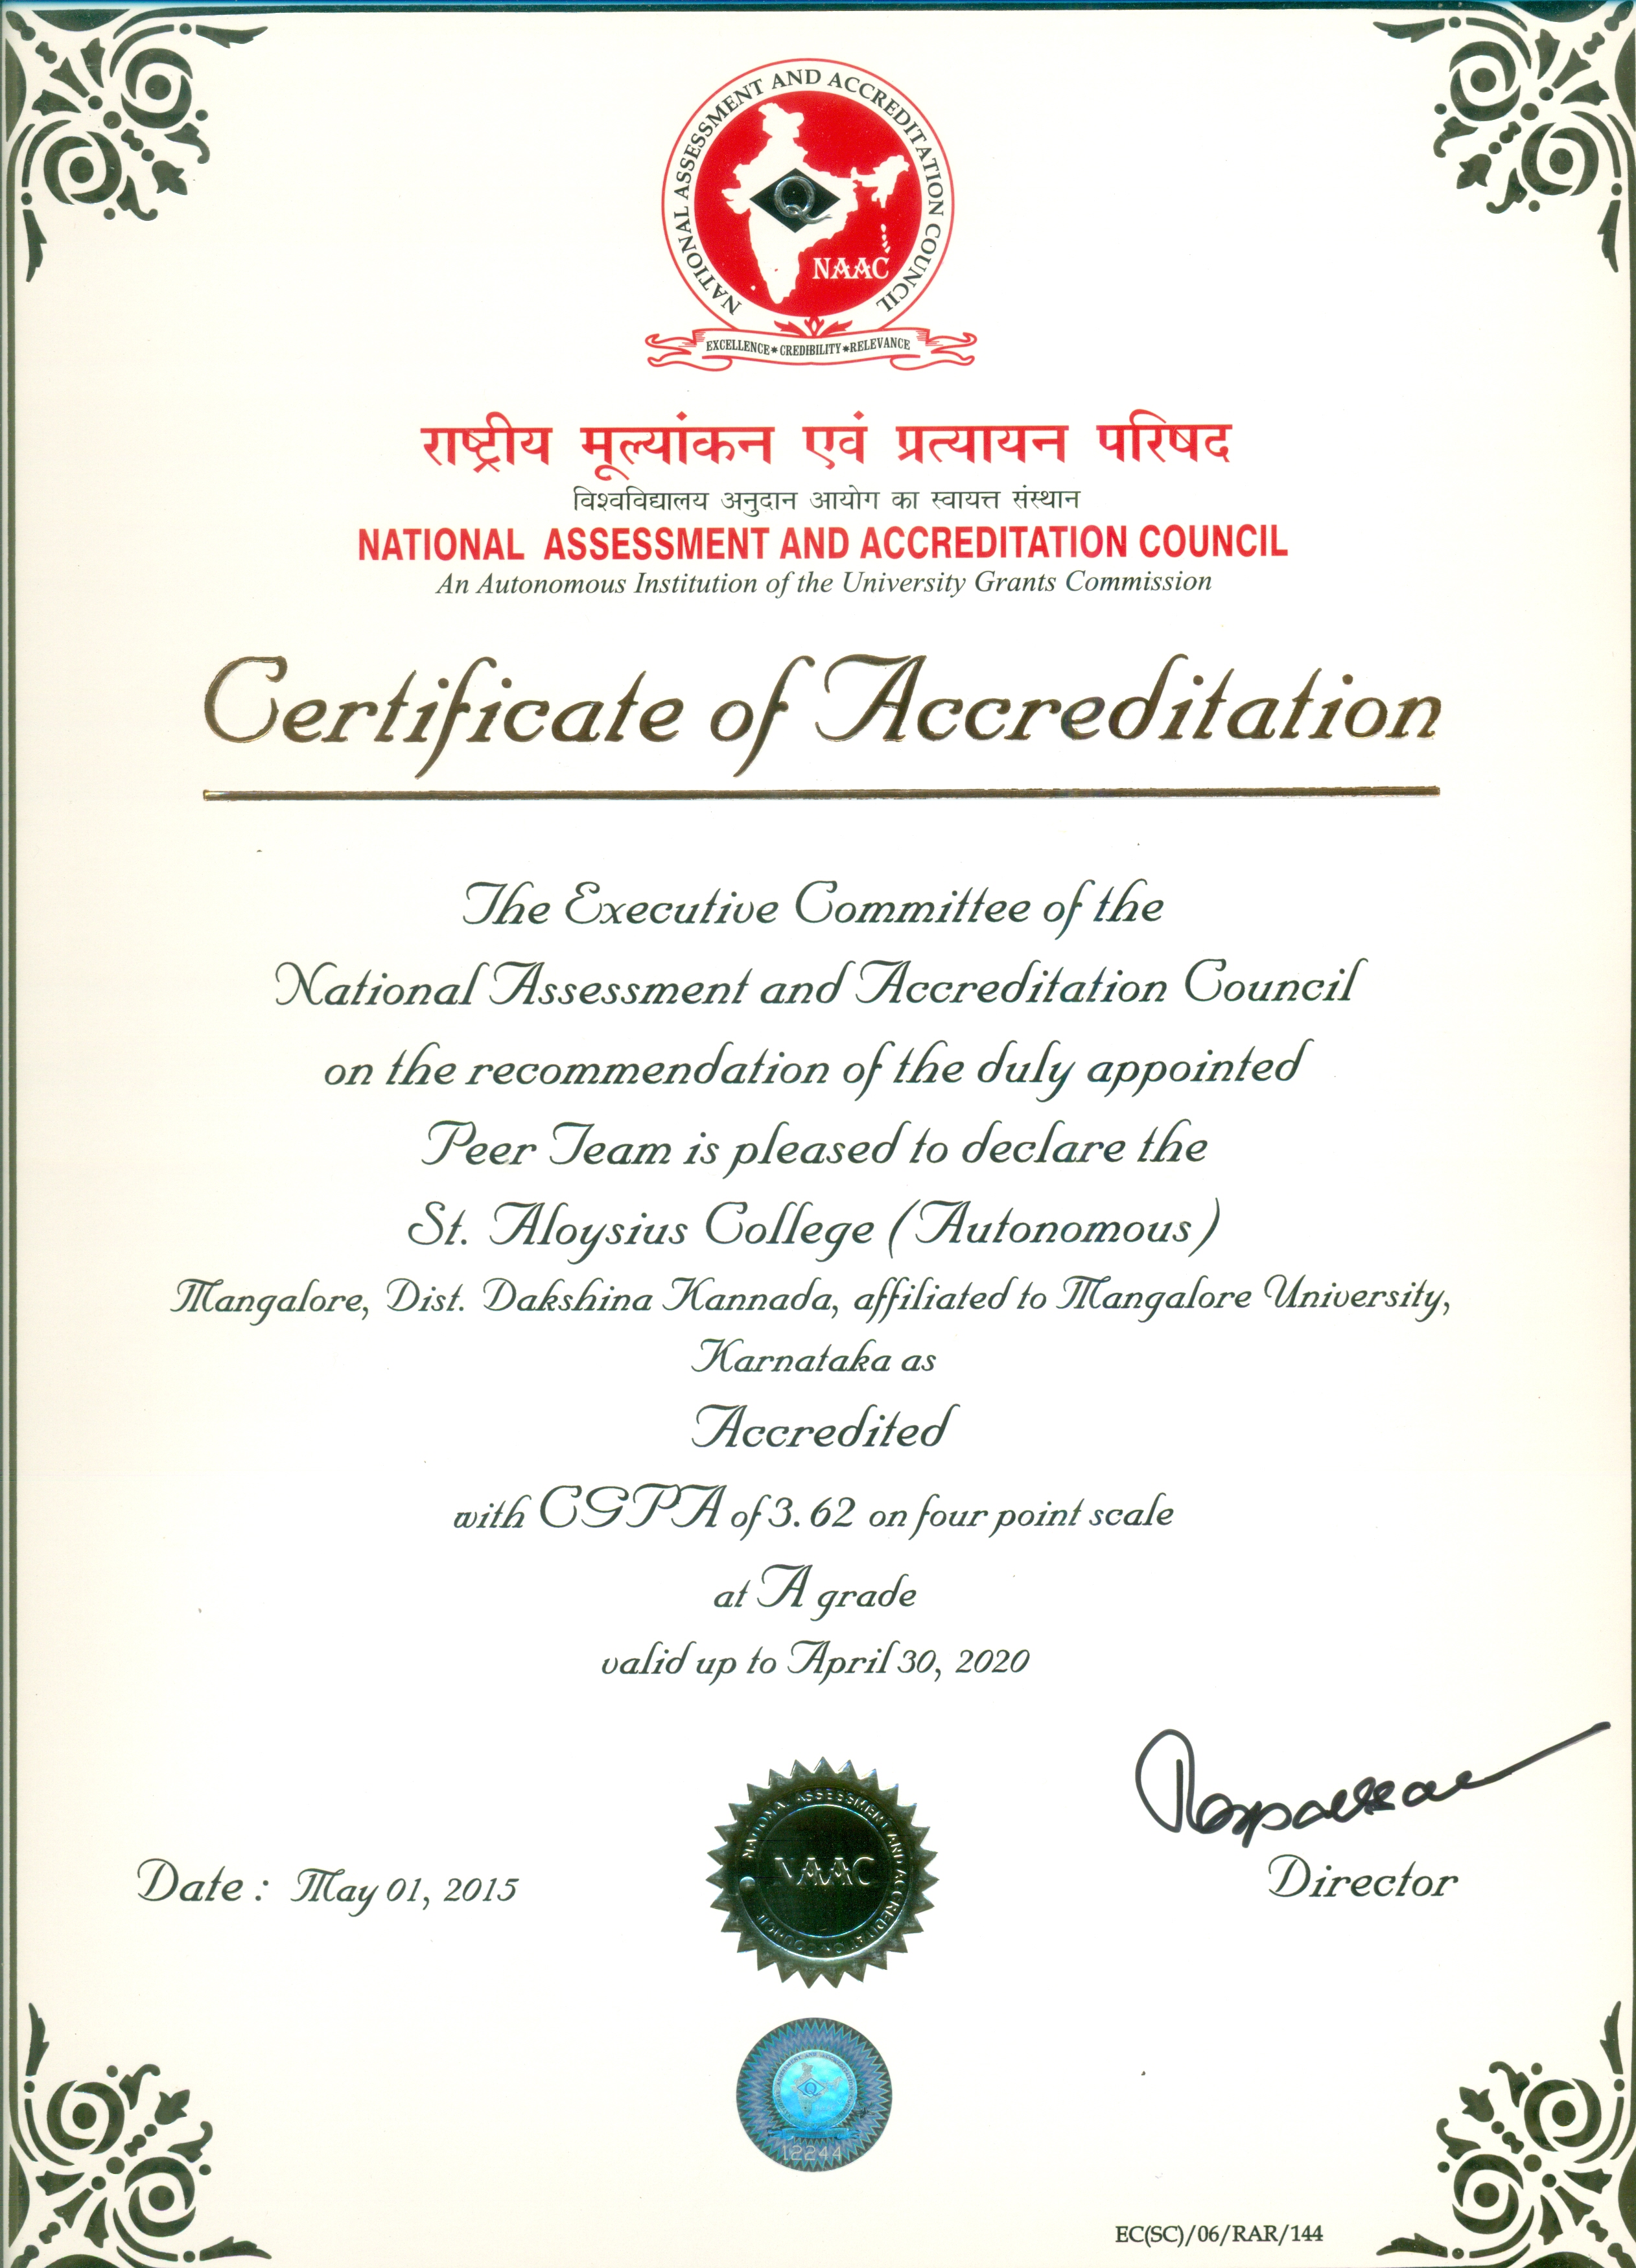 NATIONAL ASSESSMENT AND ACCREDITATION COUNCIL
Q
NAAC
EXCELLENCE * CREDIBILITY * RELEVANCE
राष्ट्रीय मूल्यांकन एवं प्रत्यायन परिषद
विश्वविद्यालय अनुदान आयोग का स्वायत्त संस्थान
NATIONAL ASSESSMENT AND ACCREDITATION COUNCIL
An Autonomous Institution of the University Grants Commission
Certificate of Accreditation
The Executive Committee of the
National Assessment and Accreditation Council
on the recommendation of the duly appointed
Peer Team is pleased to declare the
St. Aloysius College (Autonomous)
Mangalore, Dist. Dakshina Kannada, affiliated to Mangalore University,
Karnataka as
Accredited
with CGPA of 3.62 on four point scale
at A grade
valid up to April 30, 2020
NATIONAL ASSESSMENT AND ACCREDITATION COUNCIL
NAAC
Date : May 01, 2015
Director
Q
12244
EC(SC)/06/RAR/144